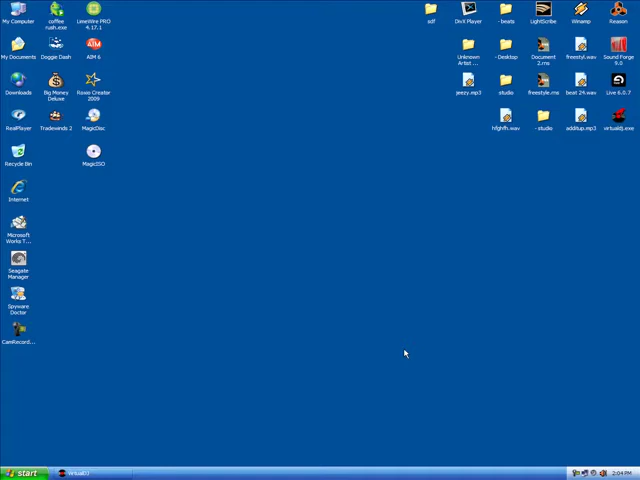 My Computer
coffee
rush.exe
LimeWire PRO
4.17.1
My Documents
Doggie Dash
AIM 6
Downloads
Big Money
Deluxe
Roxio Creator
2009
RealPlayer
Tradewinds 2
MagicDisc
Recycle Bin
MagicISO
Internet
Microsoft
Works T...
Seagate
Manager
Spyware
Doctor
CamRecord...
sdf
DivX Player
- beats
LightScribe
Winamp
Reason
Unknown
Artist ...
- Desktop
Document
2.rns
freestyl.wav
Sound Forge
9.0
jeezy.mp3
studio
freestyle.rns
beat 24.wav
Live 6.0.7
hfghfh.wav
- studio
additup.mp3
virtualdj.exe
start
VirtualDJ
2:04 PM